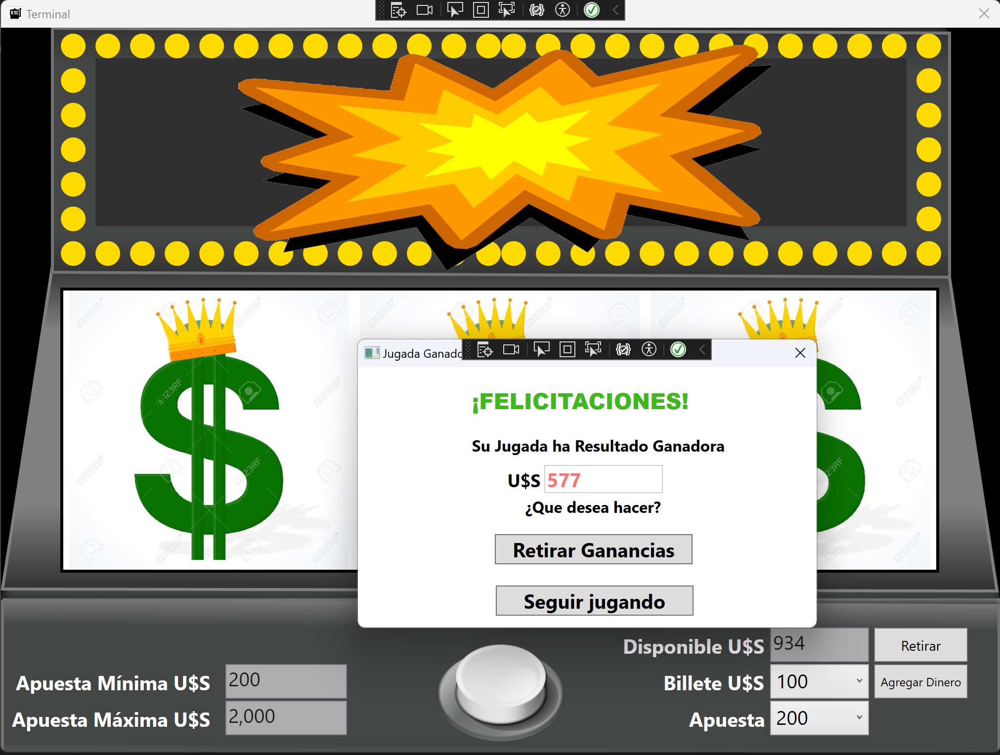 Terminal
Jugada Ganado
¡FELICITACIONES!
Su Jugada ha Resultado Ganadora
U$S 577
¿Que desea hacer?
Retirar Ganancias
Seguir jugando
Disponible U$S 934 Retirar
Apuesta Mínima U$S 200
Billete U$S 100 Agregar Dinero
Apuesta Máxima U$S 2,000
Apuesta 200
123RF